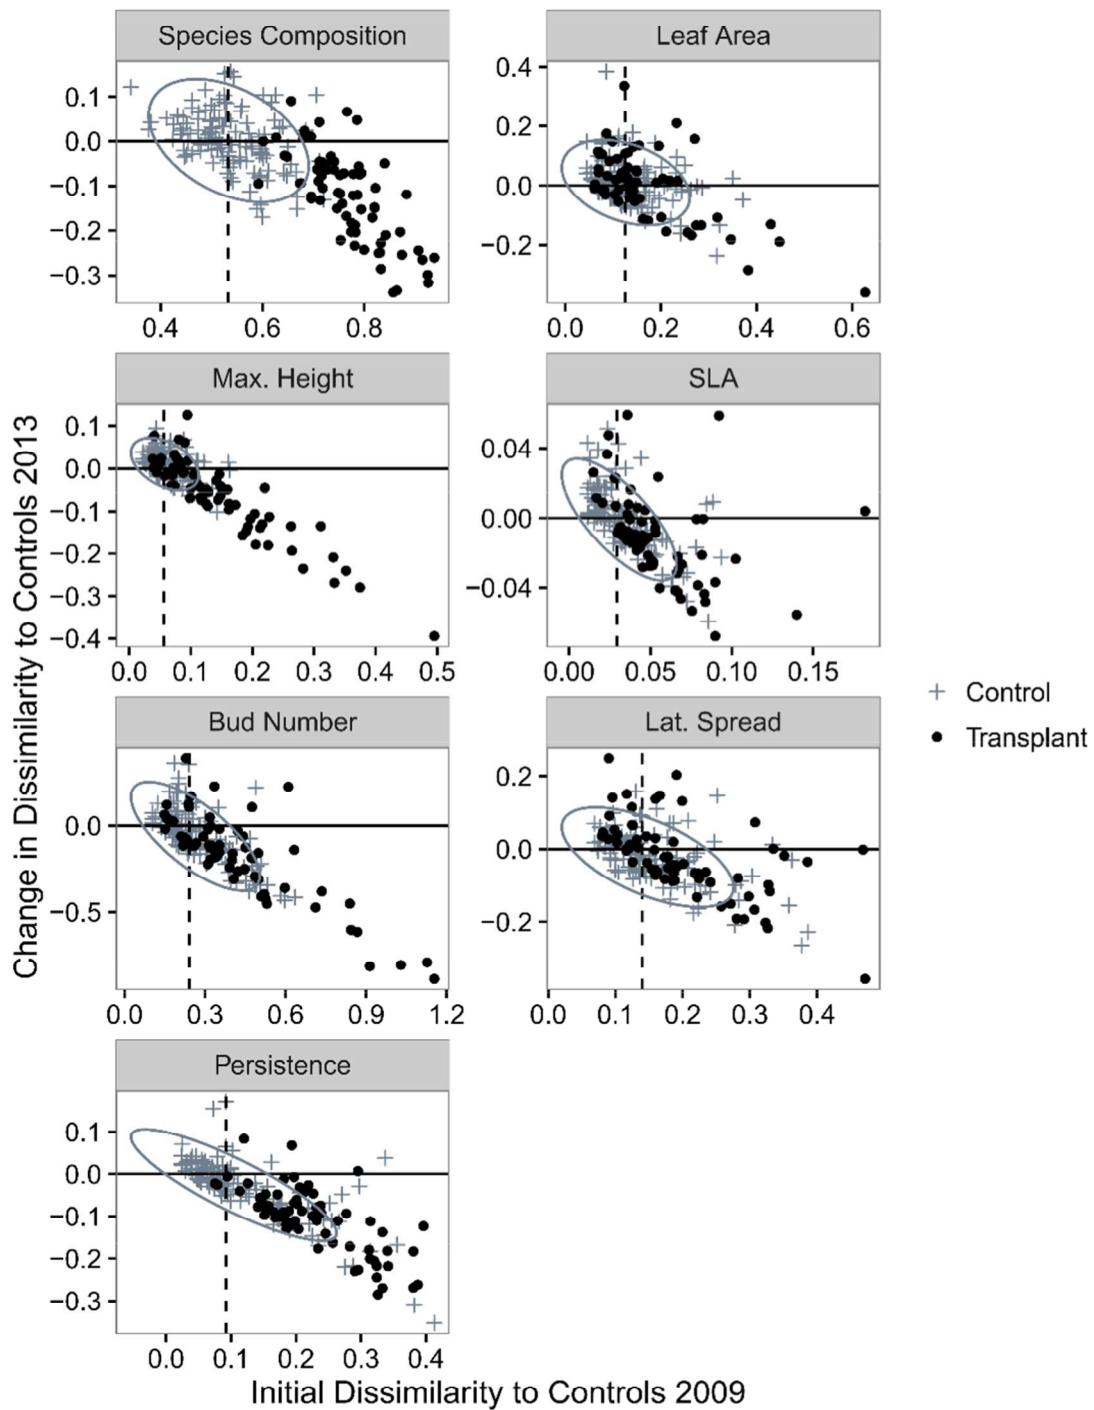 Species Composition
0.1
0.0
−0.1
−0.2
−0.3
0.4 0.6 0.8
Leaf Area
0.4
0.2
0.0
−0.2
0.0 0.2 0.4 0.6
Max. Height
0.1
0.0
−0.1
−0.2
−0.3
−0.4
0.0 0.1 0.2 0.3 0.4 0.5
SLA
0.04
0.00
−0.04
0.00 0.05 0.10 0.15
Bud Number
0.0
−0.5
0.0 0.3 0.6 0.9 1.2
Lat. Spread
0.2
0.0
−0.2
0.0 0.1 0.2 0.3 0.4
Persistence
0.1
0.0
−0.1
−0.2
−0.3
0.0 0.1 0.2 0.3 0.4
Change in Dissimilarity to Controls 2013
Initial Dissimilarity to Controls 2009
Control
Transplant